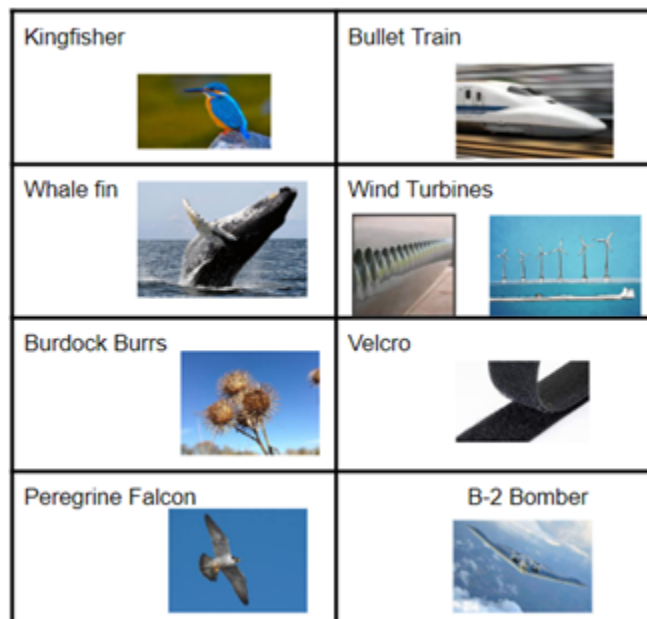 Kingfisher
Bullet Train
Whale fin
Wind Turbines
Burdock Burrs
Velcro
Peregrine Falcon
B-2 Bomber